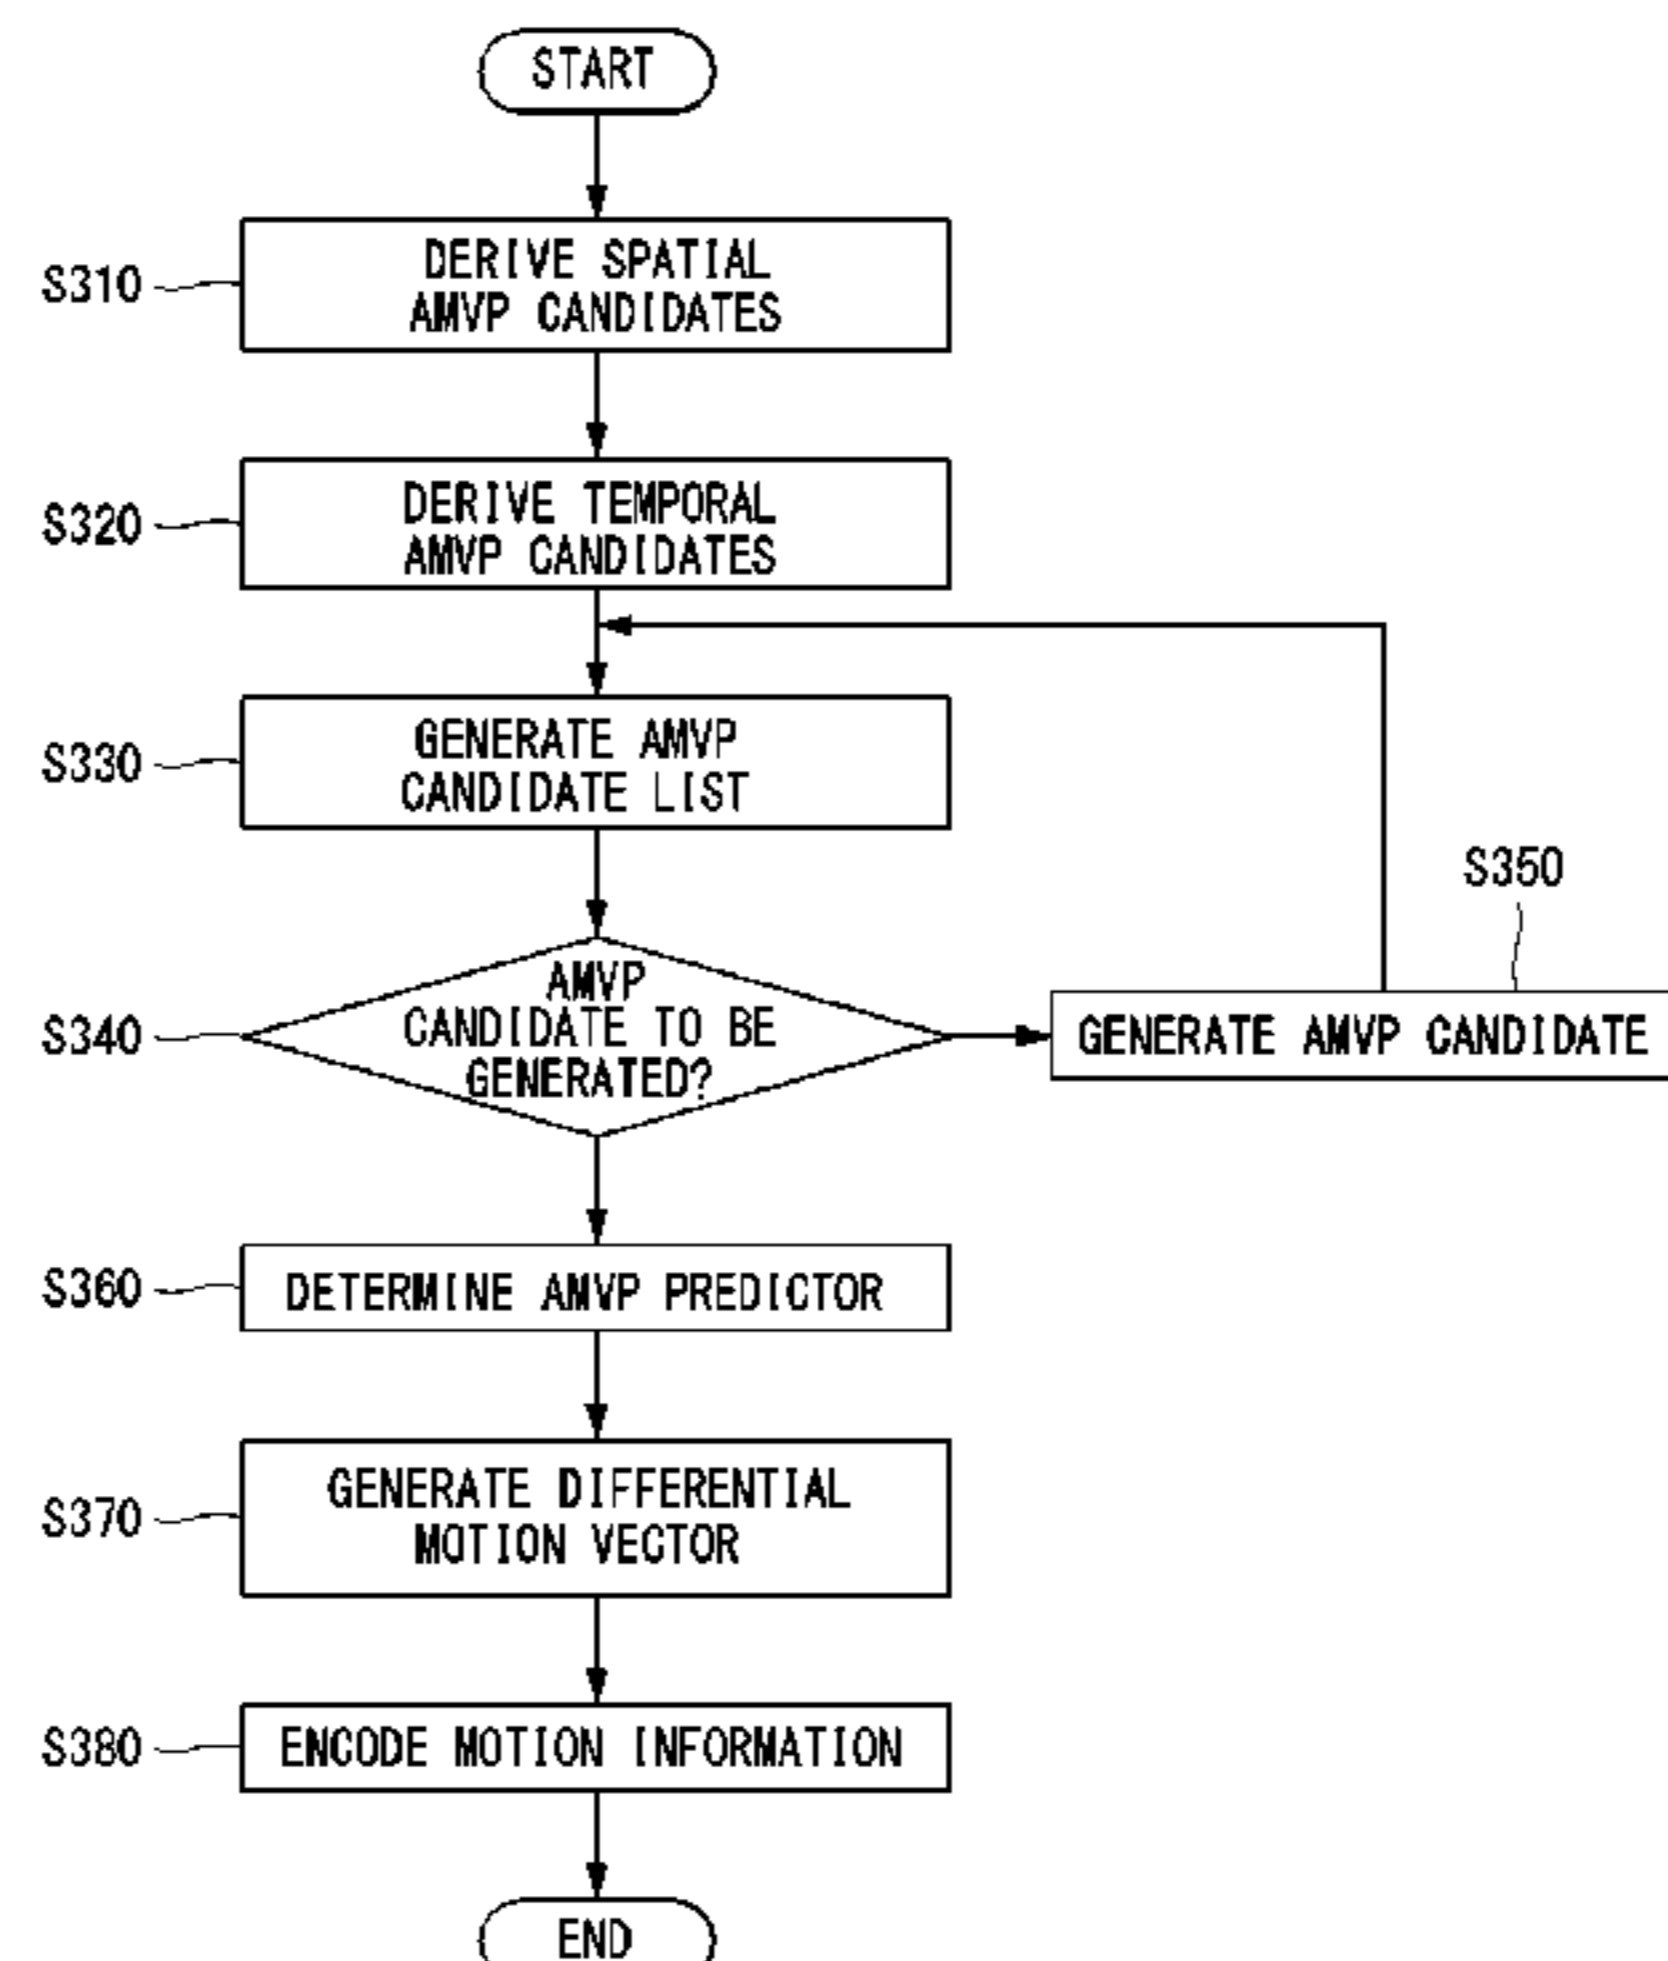 START
S310
DERIVE SPATIAL
AMVP CANDIDATES
S320
DERIVE TEMPORAL
AMVP CANDIDATES
S330
GENERATE AMVP
CANDIDATE LIST
S340
AMVP
CANDIDATE TO BE
GENERATED?
S350
GENERATE AMVP CANDIDATE
S360
DETERMINE AMVP PREDICTOR
S370
GENERATE DIFFERENTIAL
MOTION VECTOR
S380
ENCODE MOTION INFORMATION
END